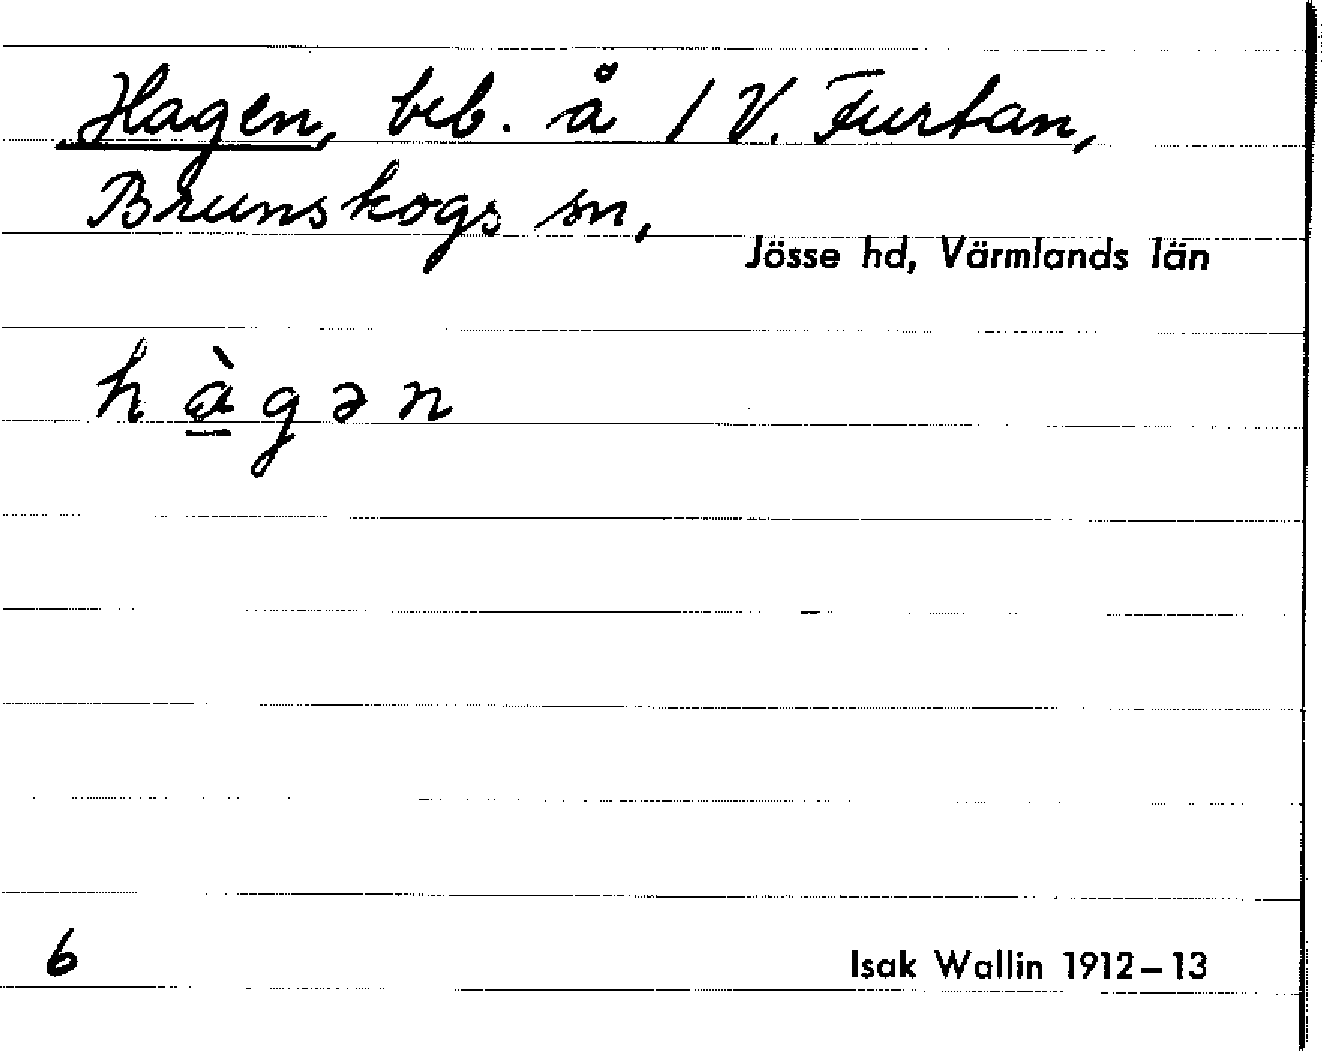 Hagen, beb. å 1 V. Furtan,
Brunskogs sn,
Jösse hd, Värmlands län
hàgən
6
Isak Wallin 1912–13